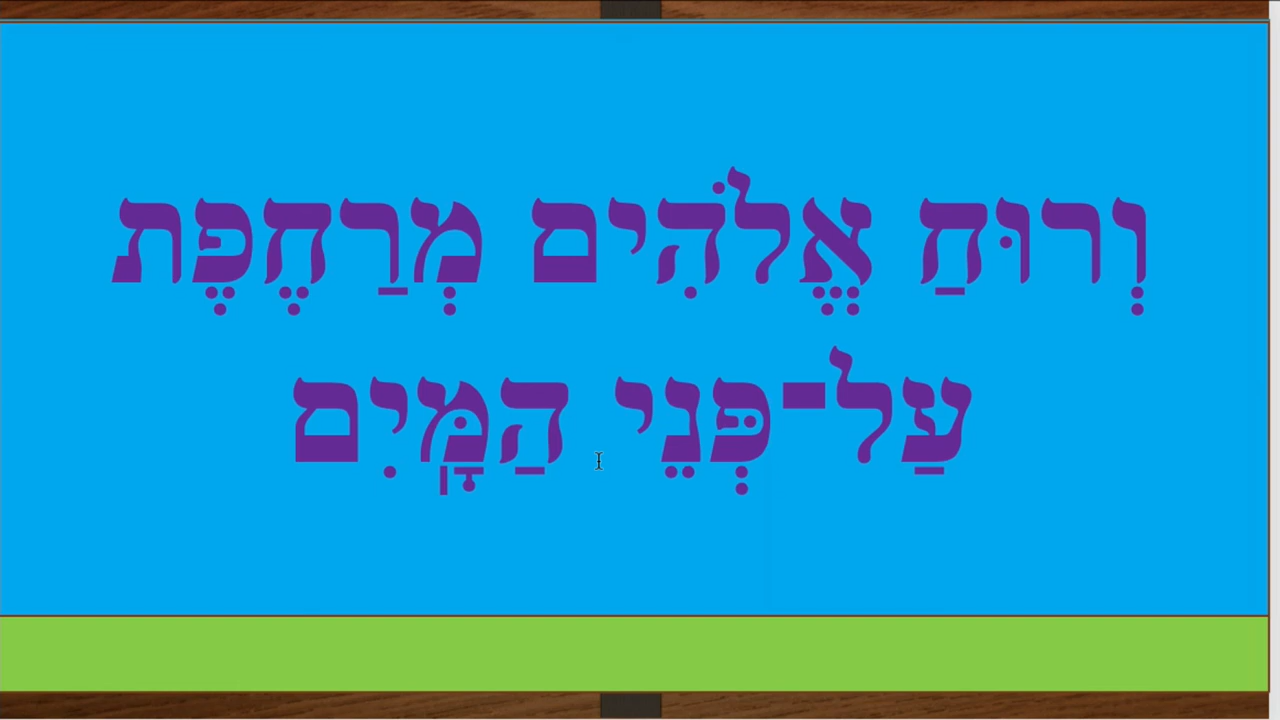 וְרוּחַ אֱלֹהִים מְרַחֶפֶת
עַל־פְּנֵי הַמָּֽיִם